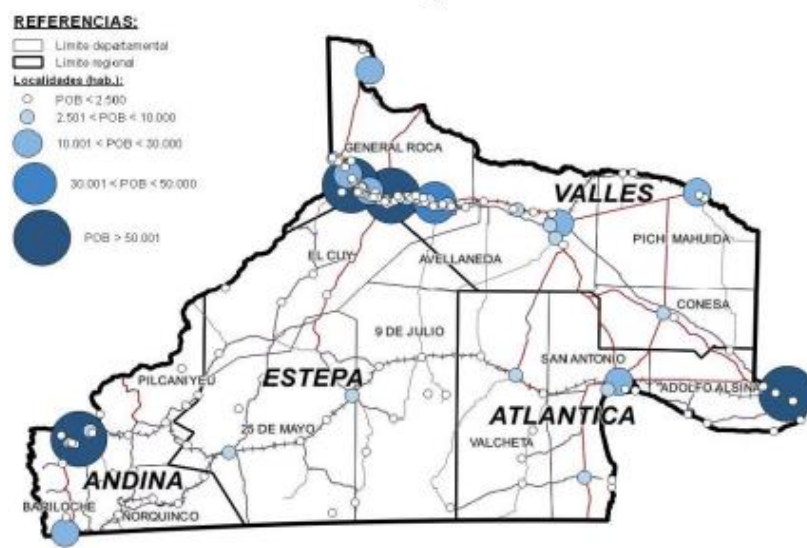 REFERENCIAS:
Limite departamental
Limite regional
Localidades (hab.):
POB < 2.500
2.501 < POB < 10.000
10.001 < POB < 30.000
30.001 < POB < 50.000
POB > 50.001
GENERAL ROCA
VALLES
PICHI MAHUIDA
EL CUY
AVELLANEDA
CONESA
9 DE JULIO
SAN ANTONIO
PILCANIYEU
ESTEPA
ADOLFO ALSINA
ATLANTICA
25 DE MAYO
VALCHETA
ANDINA
BARILOCHE
ÑORQUINCO